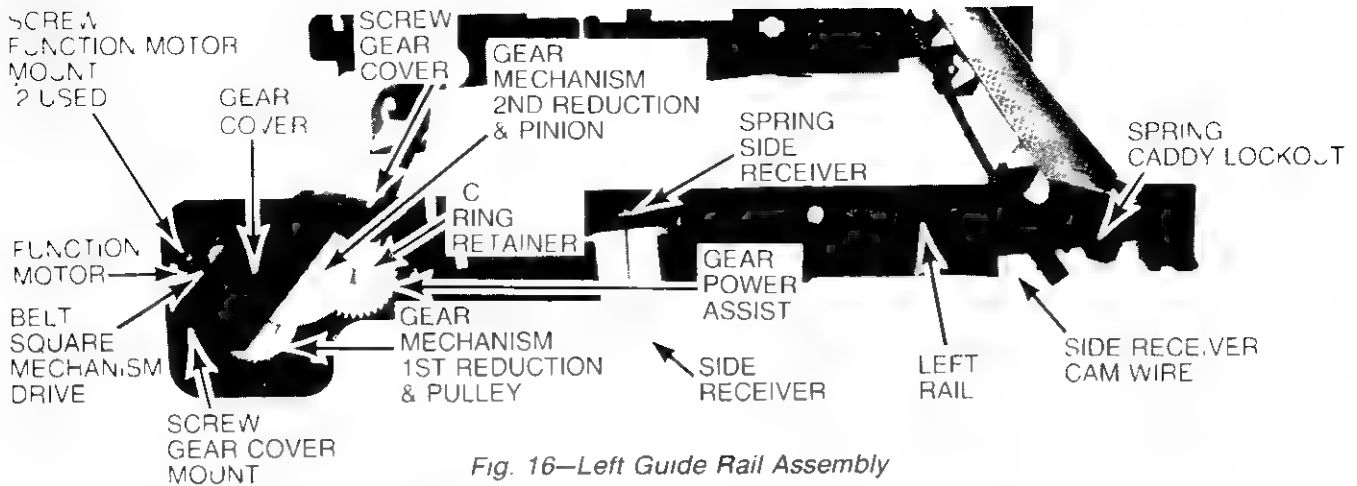 SCREW
FUNCTION MOTOR
MOUNT
2 USED
GEAR
COVER
SCREW
GEAR
COVER
GEAR
MECHANISM
2ND REDUCTION
& PINION
SPRING
SIDE
RECEIVER
SPRING
CADDY LOCKOUT
C
RING
RETAINER
FUNCTION
MOTOR
BELT
SQUARE
MECHANISM
DRIVE
GEAR
POWER
ASSIST
GEAR
MECHANISM
1ST REDUCTION
& PULLEY
SIDE
RECEIVER
LEFT
RAIL
SIDE RECEIVER
CAM WIRE
SCREW
GEAR COVER
MOUNT
Fig. 16—Left Guide Rail Assembly